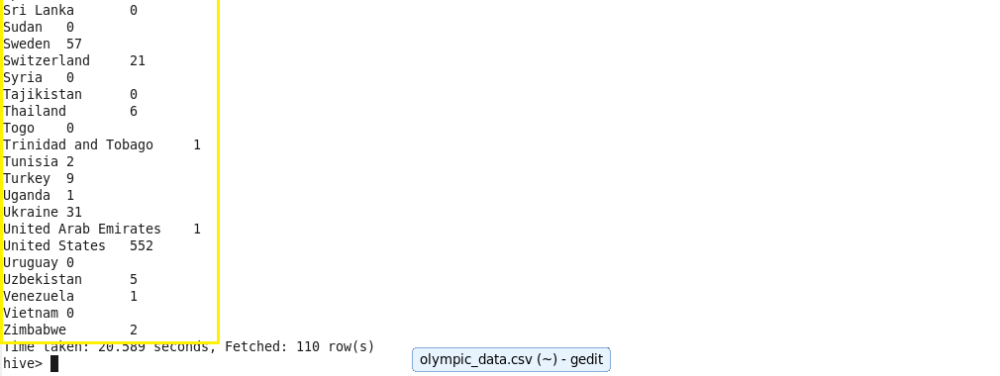 Sri Lanka	0
Sudan	0
Sweden	57
Switzerland	21
Syria	0
Tajikistan	0
Thailand	6
Togo	0
Trinidad and Tobago	1
Tunisia	2
Turkey	9
Uganda	1
Ukraine	31
United Arab Emirates	1
United States	552
Uruguay	0
Uzbekistan	5
Venezuela	1
Vietnam	0
Zimbabwe	2
Time taken: 20.589 seconds, Fetched: 110 row(s)
hive>
olympic_data.csv (~) - gedit